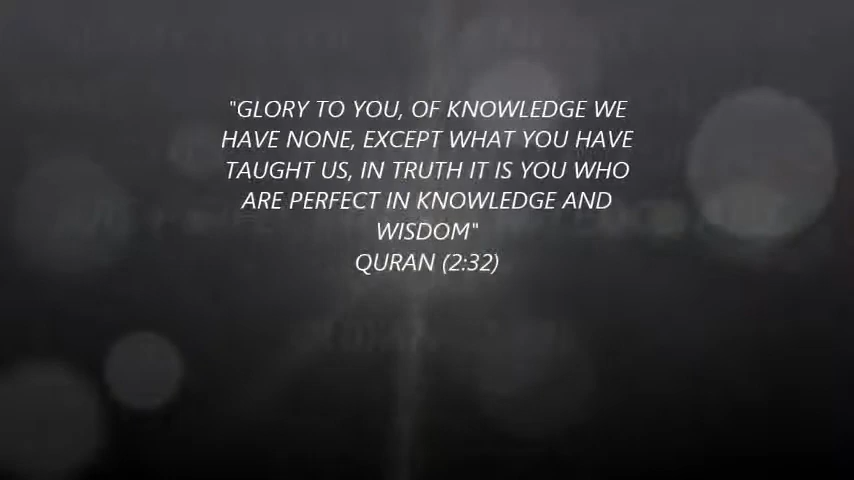 "GLORY TO YOU, OF KNOWLEDGE WE
HAVE NONE, EXCEPT WHAT YOU HAVE
TAUGHT US, IN TRUTH IT IS YOU WHO
ARE PERFECT IN KNOWLEDGE AND
WISDOM"
QURAN (2:32)